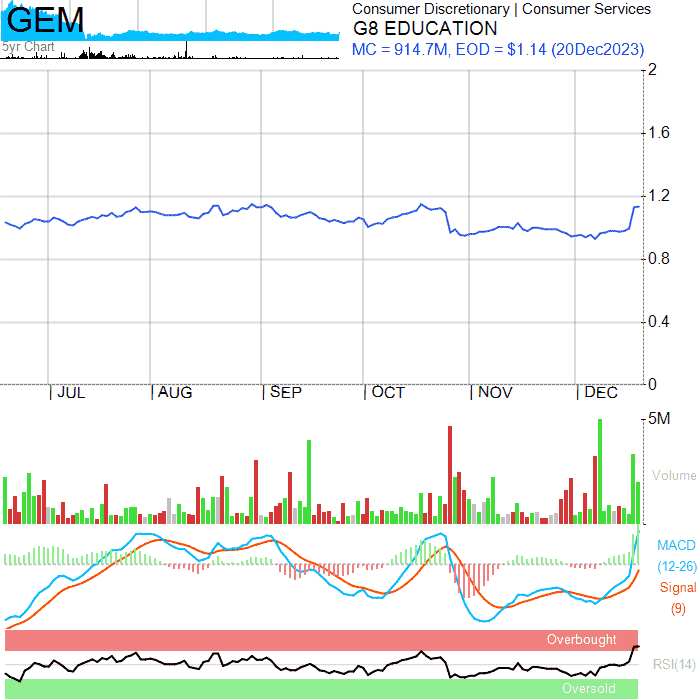 GEM
5yr Chart
Consumer Discretionary | Consumer Services
G8 EDUCATION
MC = 914.7M, EOD = $1.14 (20Dec2023)
2
1.6
1.2
0.8
0.4
0
JUL AUG SEP OCT NOV DEC
5M
Volume
MACD
(12-26)
Signal
(9)
Overbought
RSI(14)
Oversold